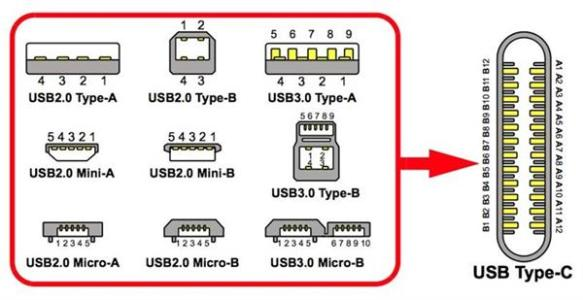 1 2
5 6 7 8 9
4 3 2 1
4 3
4 3 2 1
USB2.0 Type-A
USB2.0 Type-B
USB3.0 Type-A
5 4 3 2 1
5 4 3 2 1
5 6 7 8 9
1 2
USB2.0 Mini-A
USB2.0 Mini-B
USB3.0 Type-B
1 2 3 4 5
1 2 3 4 5
1 2 3 4 5
6 7 8 9 10
USB2.0 Micro-A
USB2.0 Micro-B
USB3.0 Micro-B
B1 B2 B3 B4 B5 B6 B7 B8 B9 B10 B11 B12
A1 A2 A3 A4 A5 A6 A7 A8 A9 A10 A11 A12
USB Type-C